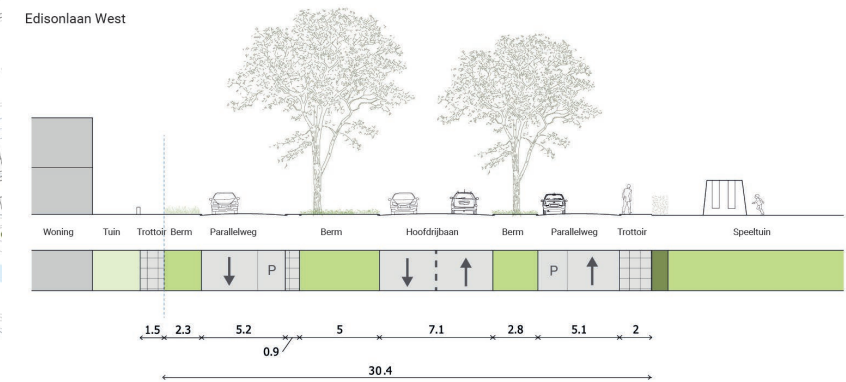 Edisonlaan West
Woning Tuin Trottoir Berm Parallelweg Berm Hoofdrijbaan Berm Parallelweg Trottoir Speeltuin
P P
1.5 2.3 5.2 5 7.1 2.8 5.1 2
0.9
30.4